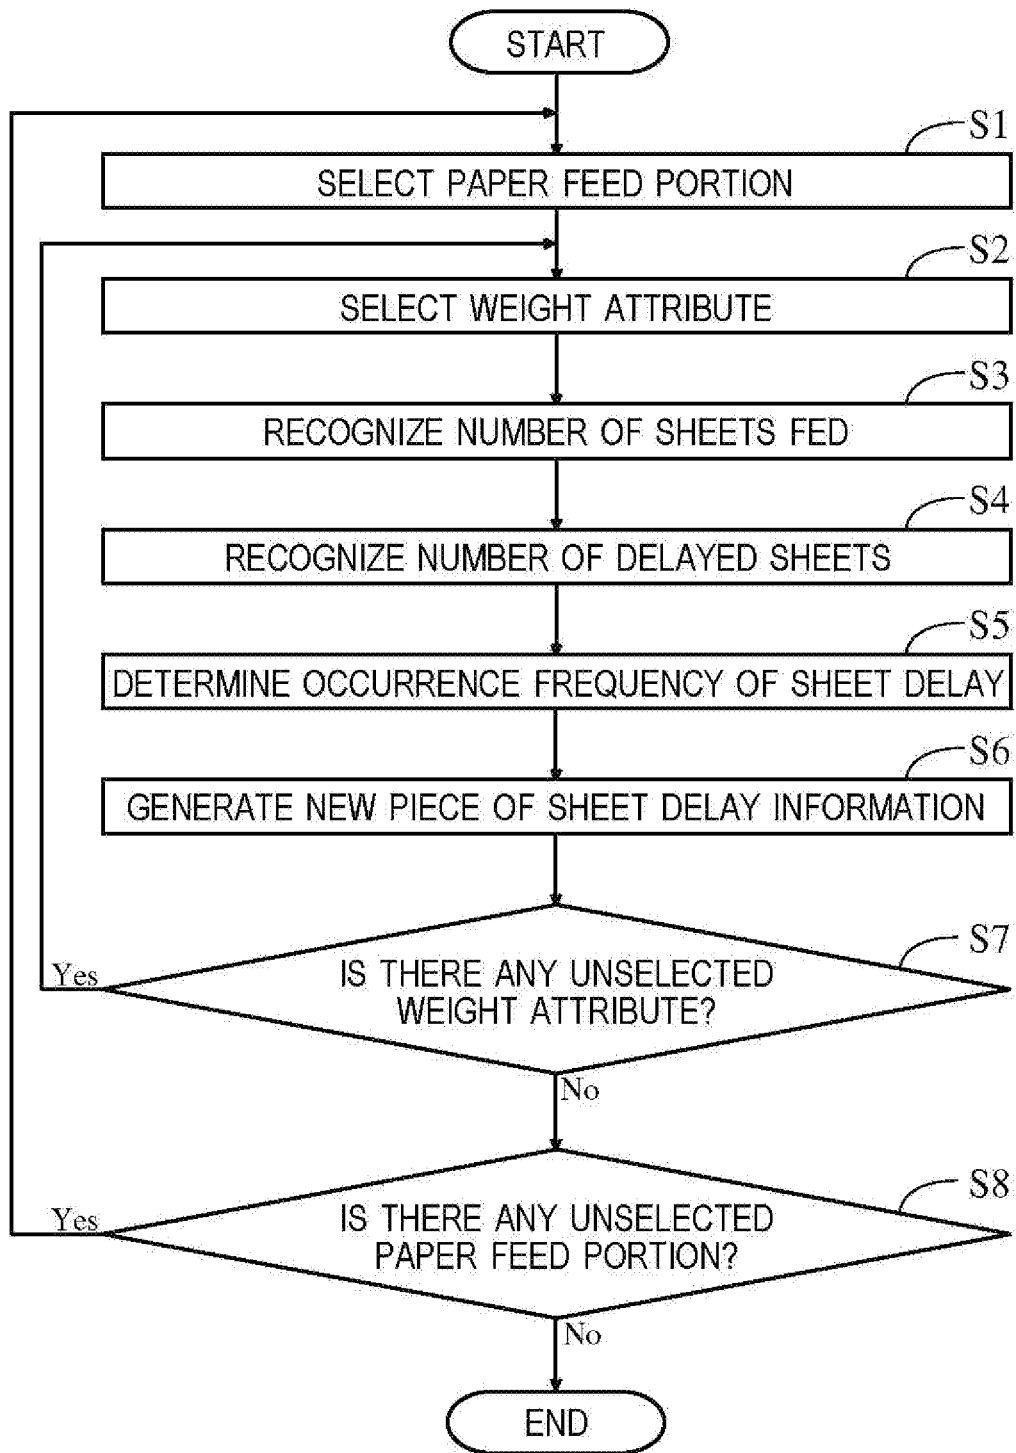 START
S1
SELECT PAPER FEED PORTION
S2
SELECT WEIGHT ATTRIBUTE
S3
RECOGNIZE NUMBER OF SHEETS FED
S4
RECOGNIZE NUMBER OF DELAYED SHEETS
S5
DETERMINE OCCURRENCE FREQUENCY OF SHEET DELAY
S6
GENERATE NEW PIECE OF SHEET DELAY INFORMATION
S7
Yes
IS THERE ANY UNSELECTED
WEIGHT ATTRIBUTE?
No
S8
Yes
IS THERE ANY UNSELECTED
PAPER FEED PORTION?
No
END